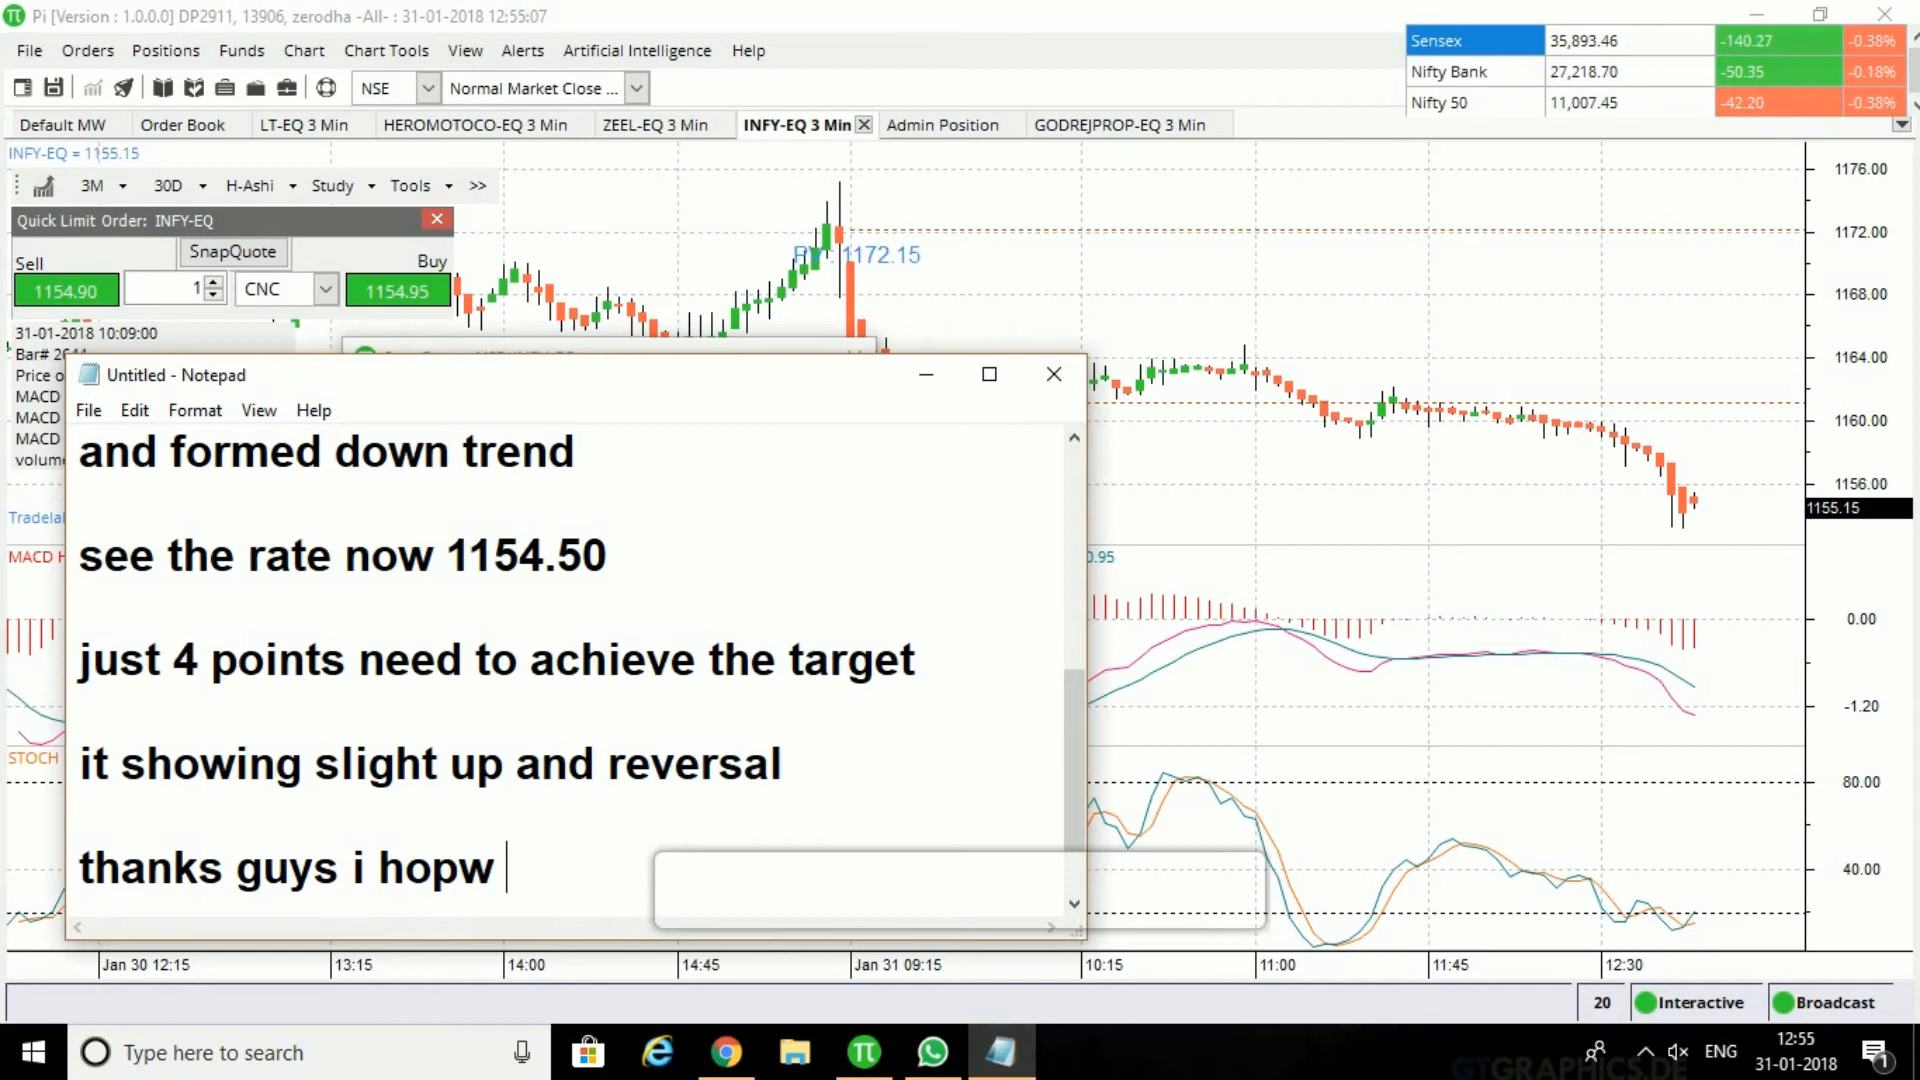 Pi [Version : 1.0.0.0] DP2911, 13906, zerodha -All- : 31-01-2018 12:55:07
File Orders Positions Funds Chart Chart Tools View Alerts Artificial Intelligence Help
Sensex 35,893.46 -140.27 -0.38%
Nifty Bank 27,218.70 -50.35 -0.18%
Nifty 50 11,007.45 -42.20 -0.38%
NSE Normal Market Close ...
Default MW Order Book LT-EQ 3 Min HEROMOTOCO-EQ 3 Min ZEEL-EQ 3 Min INFY-EQ 3 Min Admin Position GODREJPROP-EQ 3 Min
INFY-EQ = 1155.15
3M 30D H-Ashi Study Tools >>
Quick Limit Order: INFY-EQ
SnapQuote
Sell Buy
1154.90 1 CNC 1154.95
31-01-2018 10:09:00
Bar#
Price
MACD
MACD
MACD
1172.15
1176.00
1172.00
1168.00
1164.00
1160.00
1156.00
1155.15
MACD
0.00
-1.20
STOCH
80.00
40.00
Untitled - Notepad
File Edit Format View Help
and formed down trend
see the rate now 1154.50
just 4 points need to achieve the target
it showing slight up and reversal
thanks guys i hopw
Jan 30 12:15 13:15 14:00 14:45 Jan 31 09:15 10:15 11:00 11:45 12:30
20 Interactive Broadcast
Type here to search
ENG
12:55
31-01-2018
1
GTGRAPHICS.DE